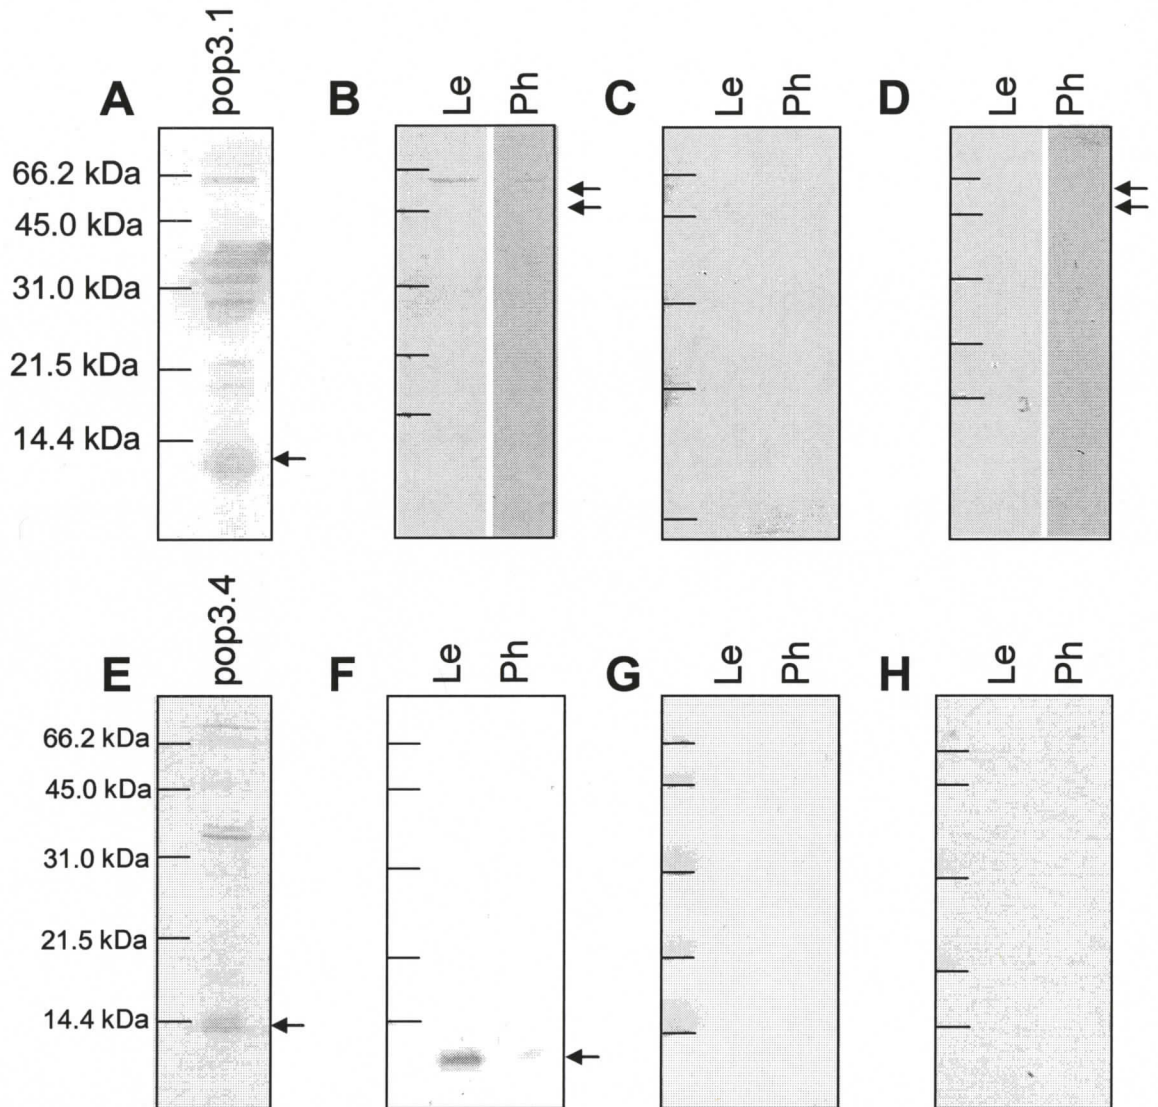 A pop3.1
B Le Ph
C Le Ph
D Le Ph
66.2 kDa
45.0 kDa
31.0 kDa
21.5 kDa
14.4 kDa
E pop3.4
F Le Ph
G Le Ph
H Le Ph
66.2 kDa
45.0 kDa
31.0 kDa
21.5 kDa
14.4 kDa